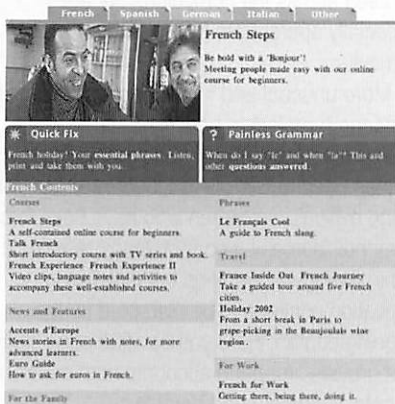 French Spanish German Italian Other
French Steps
Be bold with a 'Bonjour'!
Meeting people made easy with our online
course for beginners.
Quick Fix
French holiday? Your essential phrases. Listen,
print and take them with you.
? Painless Grammar
When do I say "le" and when "la"? This and
other questions answered.
French Contents
Courses
French Steps
A self-contained online course for beginners.
Talk French
Short introductory course with TV series and book.
French Experience French Experience II
Video clips, language notes and activities to
accompany these well-established courses.
News and Features
Accents d'Europe
News stories in French with notes, for more
advanced learners.
Euro Guide
How to ask for euros in French.
For the Family
Phrases
Le Français Cool
A guide to French slang.
Travel
France Inside Out French Journey
Take a guided tour around five French
cities.
Holiday 2002
From a short break in Paris to
grape-picking in the Beaujoulais wine
region.
For Work
French for Work
Getting there, being there, doing it.